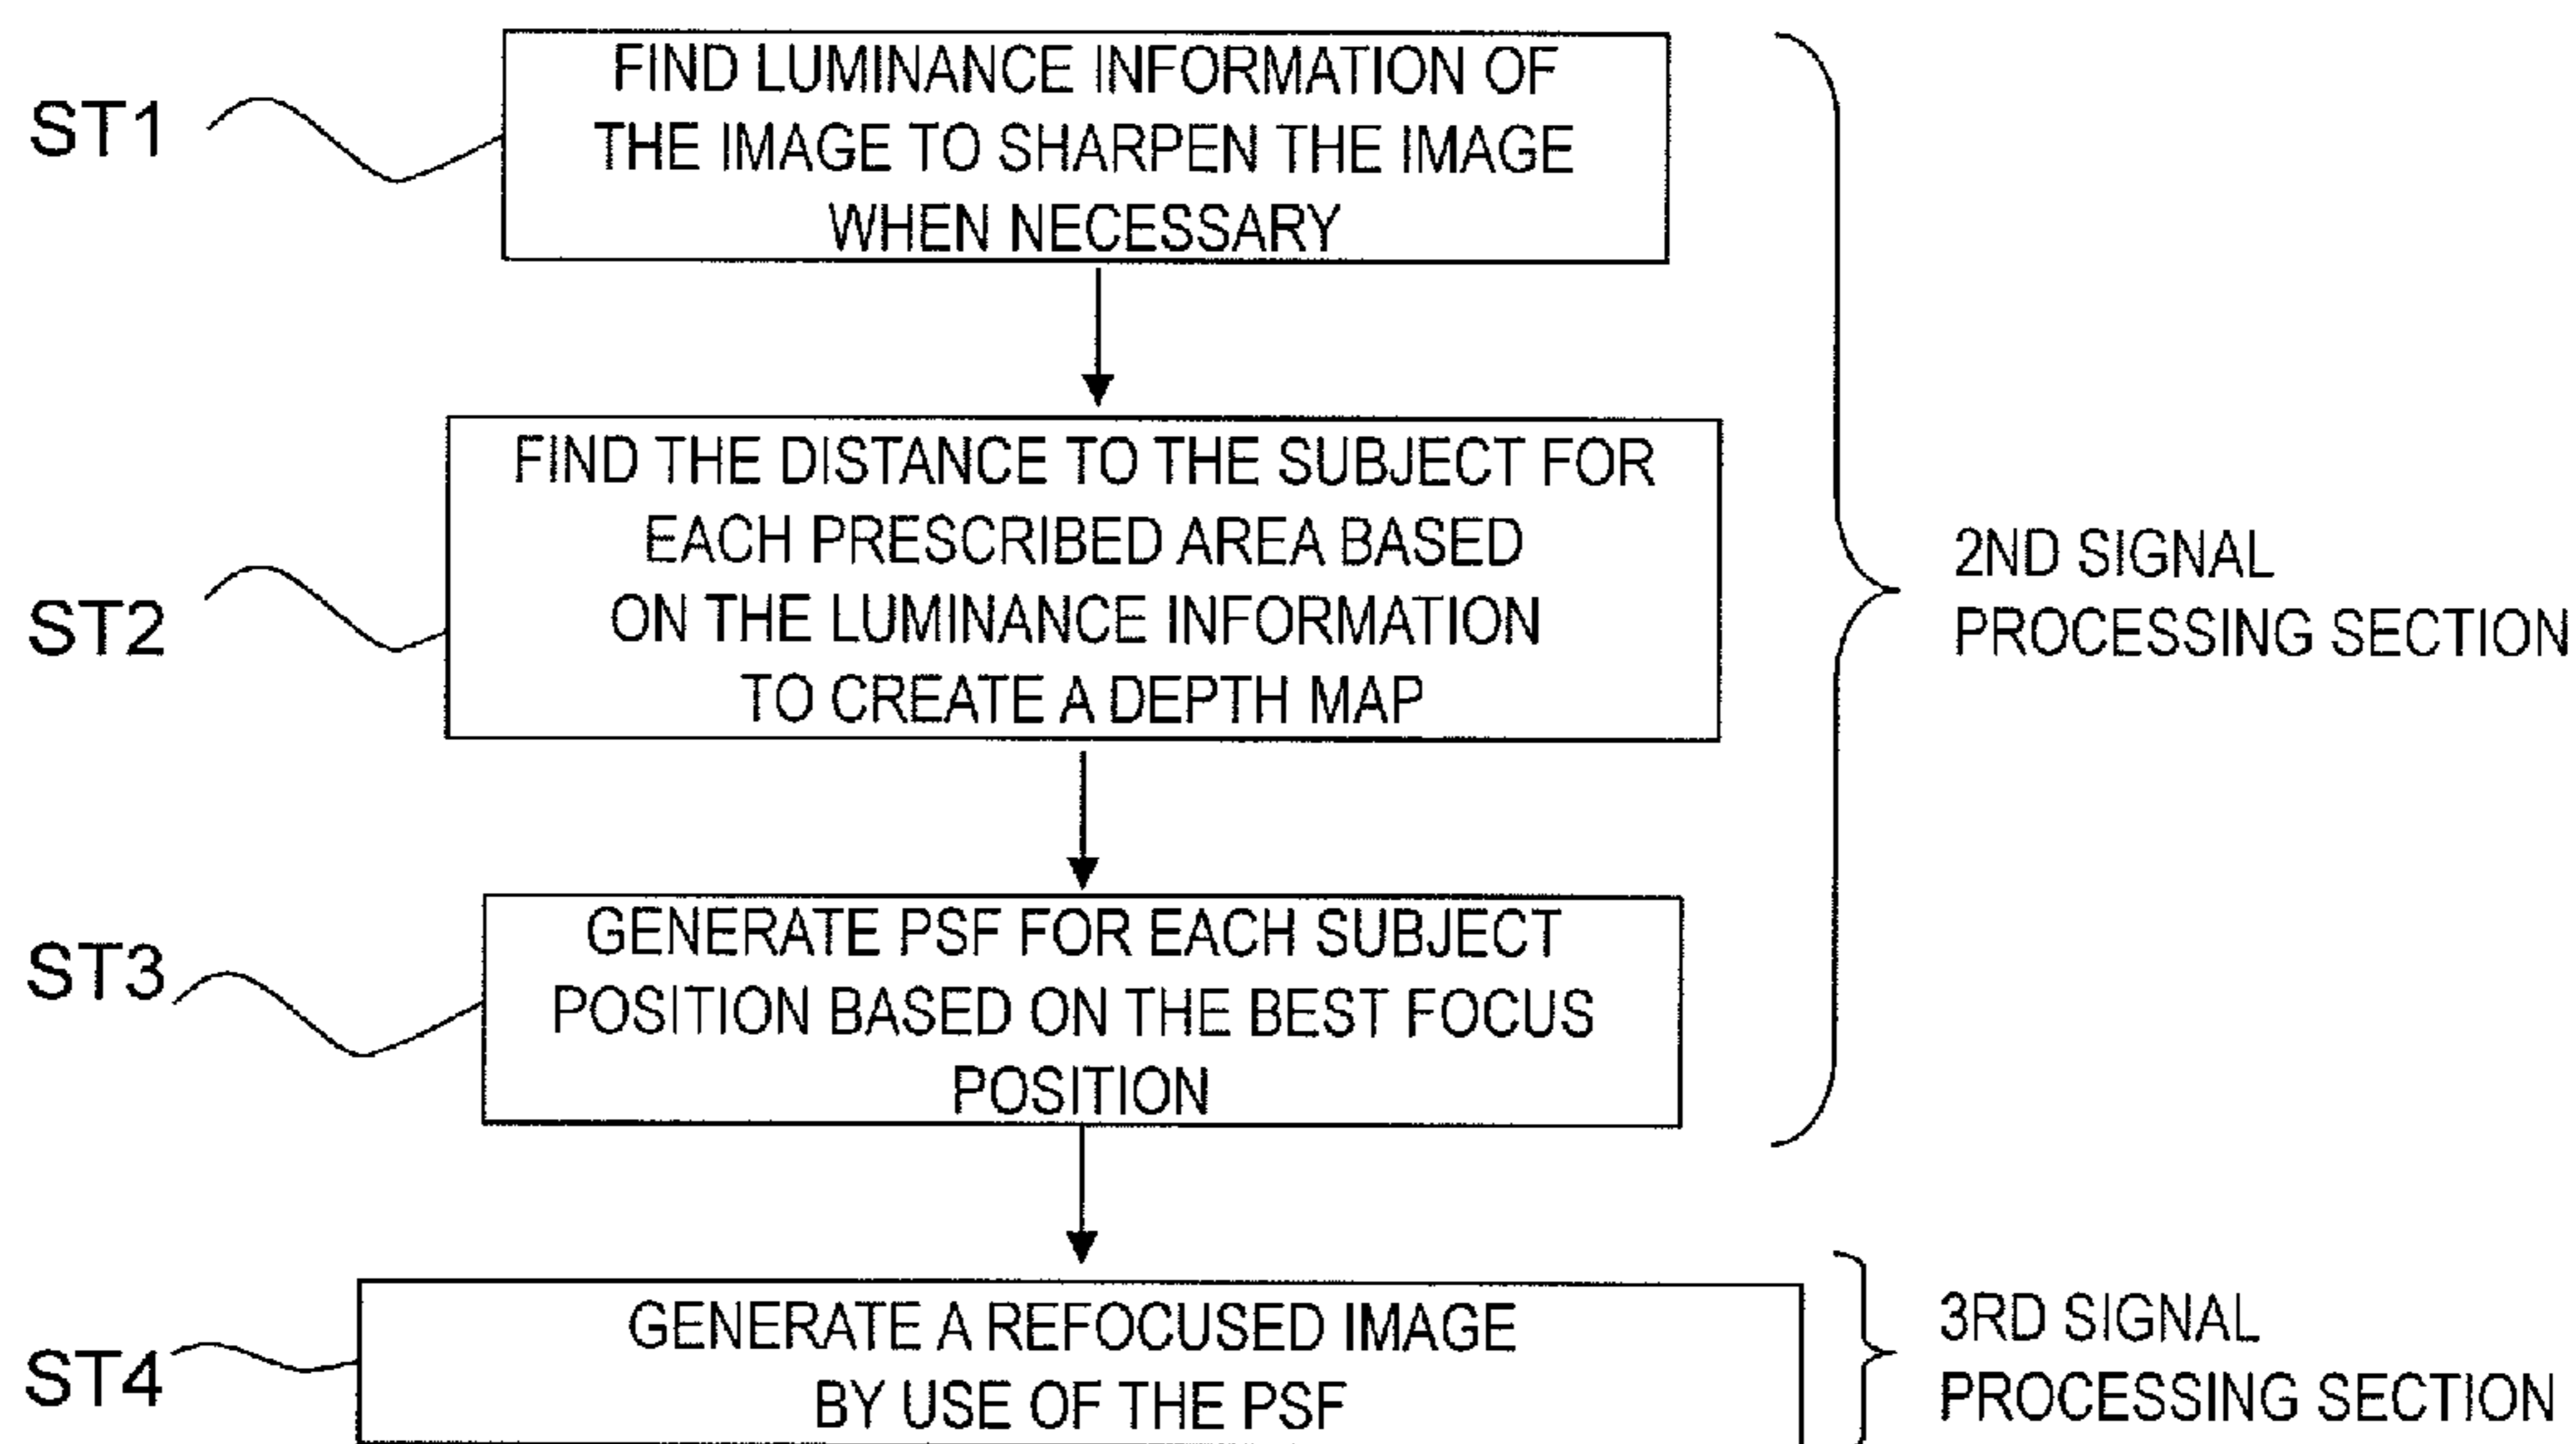 ST1
FIND LUMINANCE INFORMATION OF
THE IMAGE TO SHARPEN THE IMAGE
WHEN NECESSARY
ST2
FIND THE DISTANCE TO THE SUBJECT FOR
EACH PRESCRIBED AREA BASED
ON THE LUMINANCE INFORMATION
TO CREATE A DEPTH MAP
2ND SIGNAL
PROCESSING SECTION
ST3
GENERATE PSF FOR EACH SUBJECT
POSITION BASED ON THE BEST FOCUS
POSITION
ST4
GENERATE A REFOCUSED IMAGE
BY USE OF THE PSF
3RD SIGNAL
PROCESSING SECTION